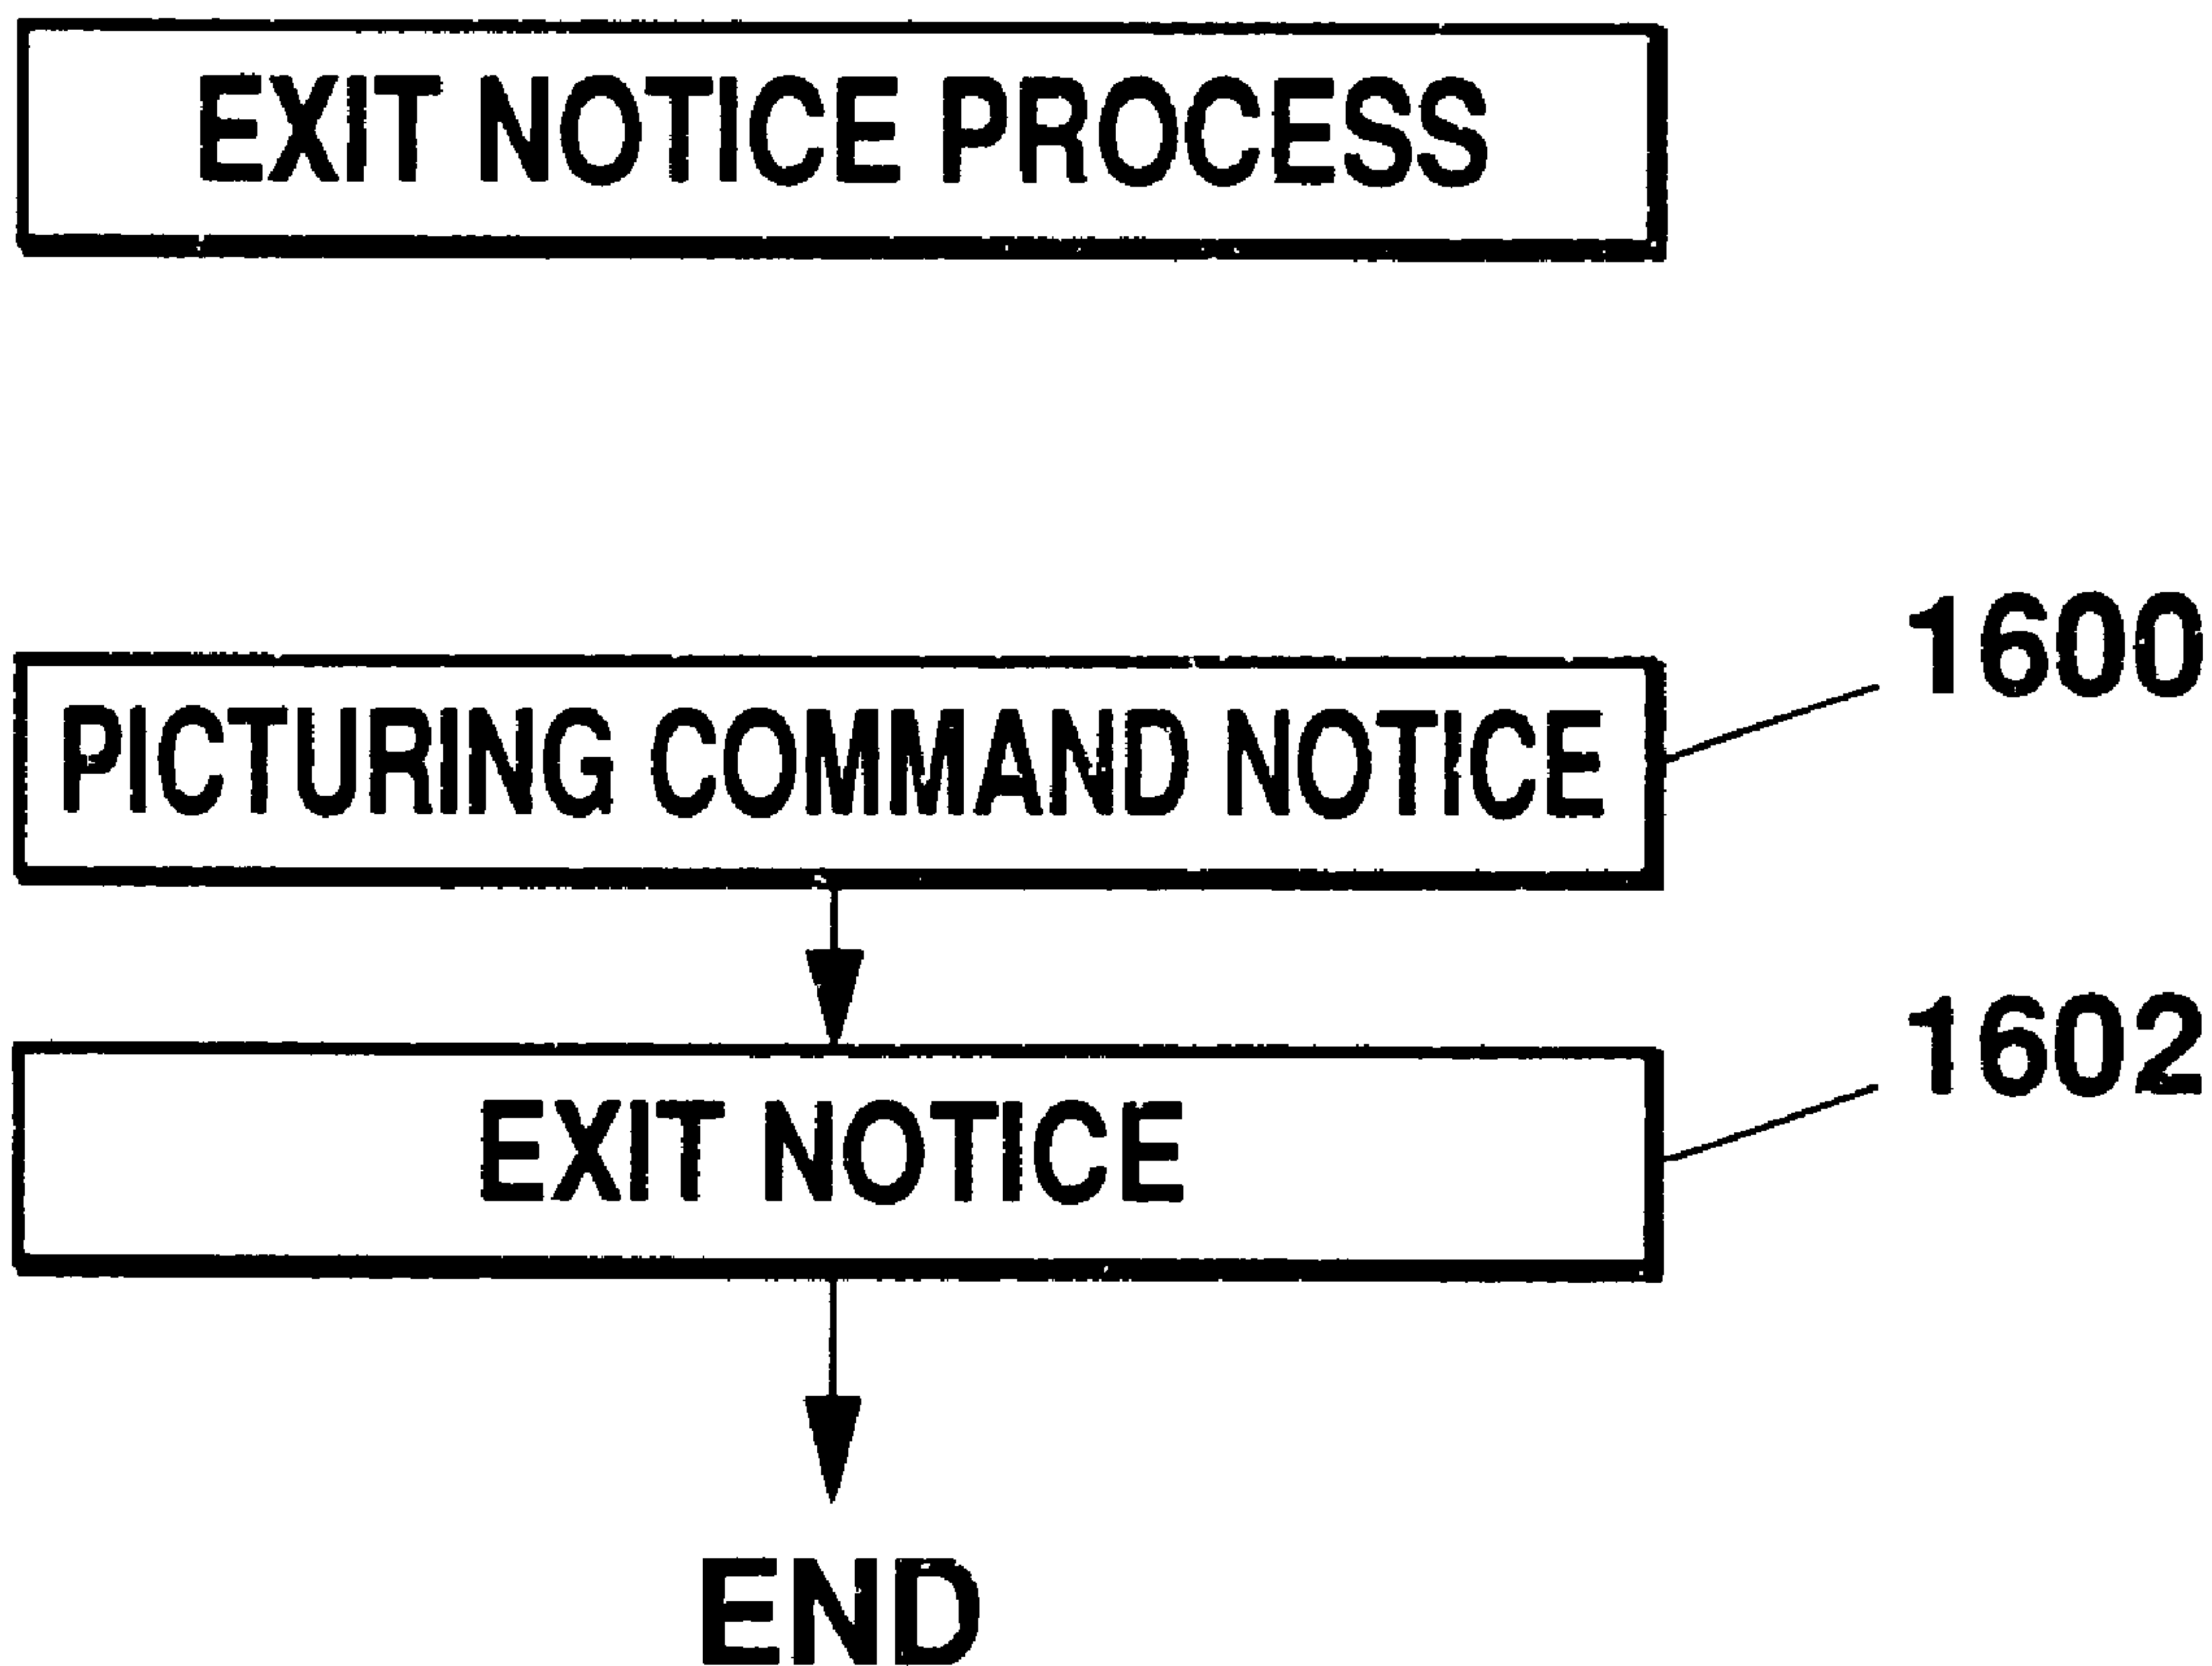 EXIT NOTICE PROCESS
1600
PICTURING COMMAND NOTICE
1602
EXIT NOTICE
END